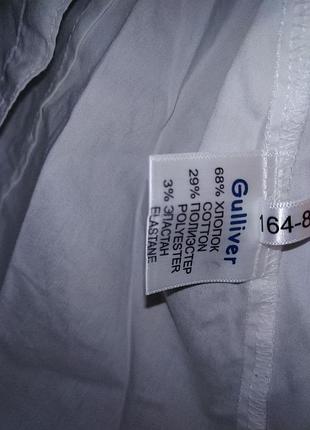 Gulliver
68% ХЛОПОК
COTTON
29% ПОЛИЭСТЕР
POLYESTER
3% ЭЛАСТАН
ELASTANE
164-8